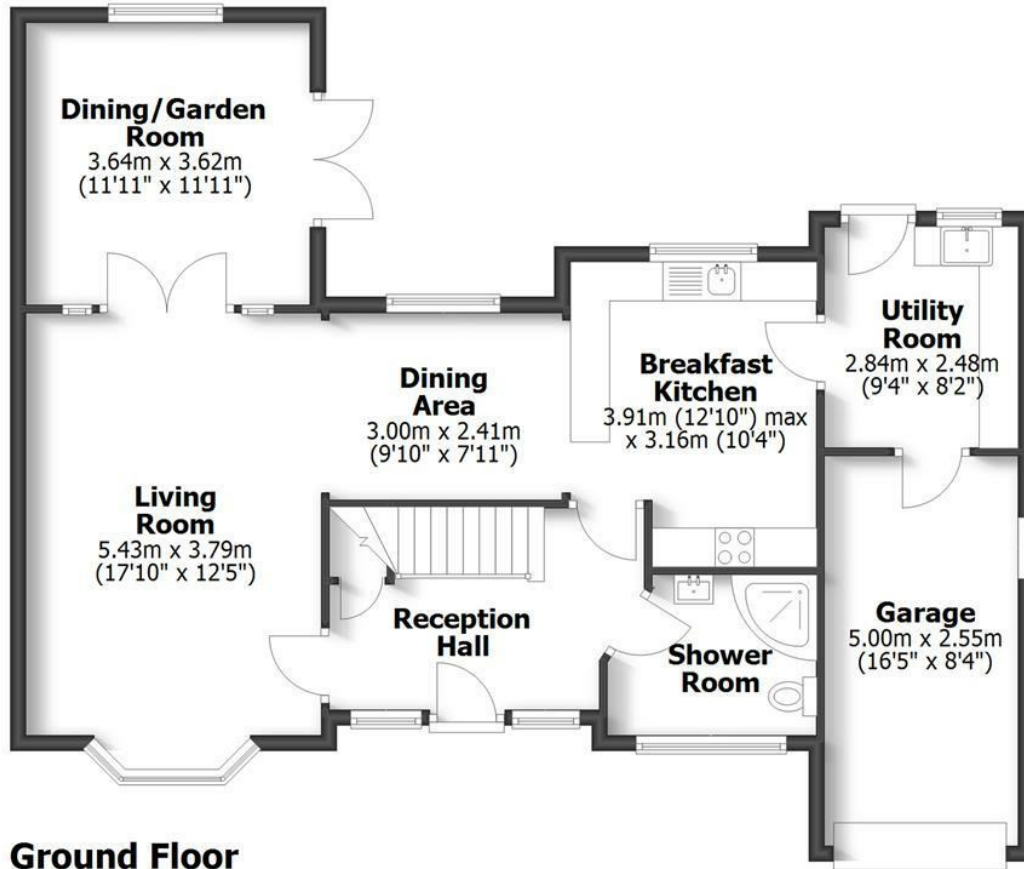 Dining/Garden
Room
3.64m x 3.62m
(11'11" x 11'11")
Utility
Room
2.84m x 2.48m
(9'4" x 8'2")
Breakfast
Kitchen
3.91m (12'10") max
x 3.16m (10'4")
Dining
Area
3.00m x 2.41m
(9'10" x 7'11")
Living
Room
5.43m x 3.79m
(17'10" x 12'5")
Reception
Hall
Shower
Room
Garage
5.00m x 2.55m
(16'5" x 8'4")
Ground Floor